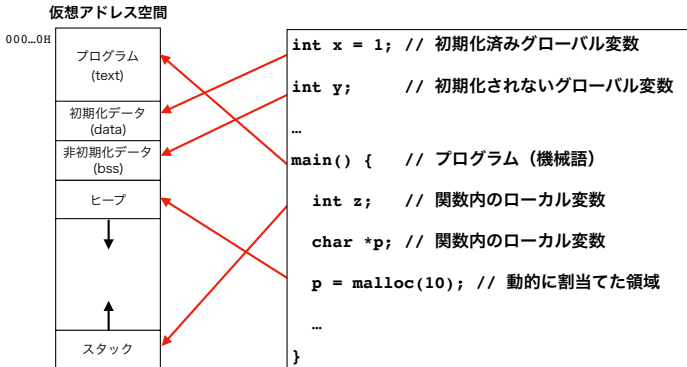 仮想アドレス空間
000…0H
プログラム
(text)
初期化データ
(data)
非初期化データ
(bss)
ヒープ
スタック
int x = 1; // 初期化済みグローバル変数
int y; // 初期化されないグローバル変数
…
main() { // プログラム（機械語）
int z; // 関数内のローカル変数
char *p; // 関数内のローカル変数
p = malloc(10); // 動的に割当てた領域
…
}